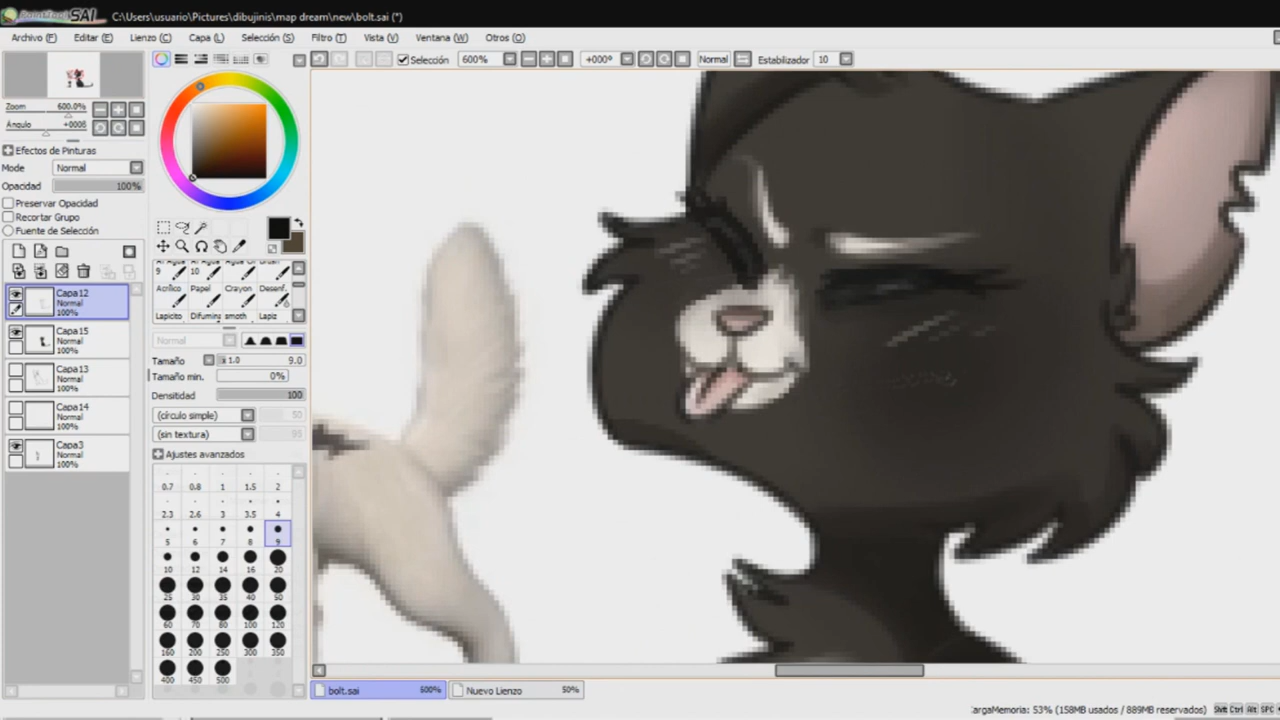 PaintTool SAI C:\Users\usuario\Pictures\dibujinis\map dream\new\bolt.sai (*)
Archivo (F) Editar (E) Lienzo (C) Capa (L) Selección (S) Filtro (T) Vista (V) Ventana (W) Otros (O)
Selección 600% +000º Normal Estabilizador 10
Zoom 600.0%
Ángulo
Efectos de Pinturas
Modo Normal
Opacidad 100%
Preservar Opacidad
Recortar Grupo
Fuente de Selección
Capa12
Normal
100%
Capa15
Normal
100%
Capa13
Normal
100%
Capa14
Normal
100%
Capa3
Normal
100%
9 10
Acrílico Papel Crayon Desenf.
Lapicito Difumina smoth Lapiz
Normal
Tamaño x 1.0 9.0
Tamaño min. 0%
Densidad 100
(círculo simple) 50
(sin textura) 95
Ajustes avanzados
0.7 0.8 1 1.5 2
2.3 2.6 3 3.5 4
5 6 7 8 9
10 12 14 16 20
25 30 35 40 50
60 70 80 100 120
160 200 250 300 350
400 450 500
bolt.sai 600% Nuevo Lienzo 50%
argaMemoria: 53% (158MB usados / 889MB reservados) Shift Ctrl Alt SPC